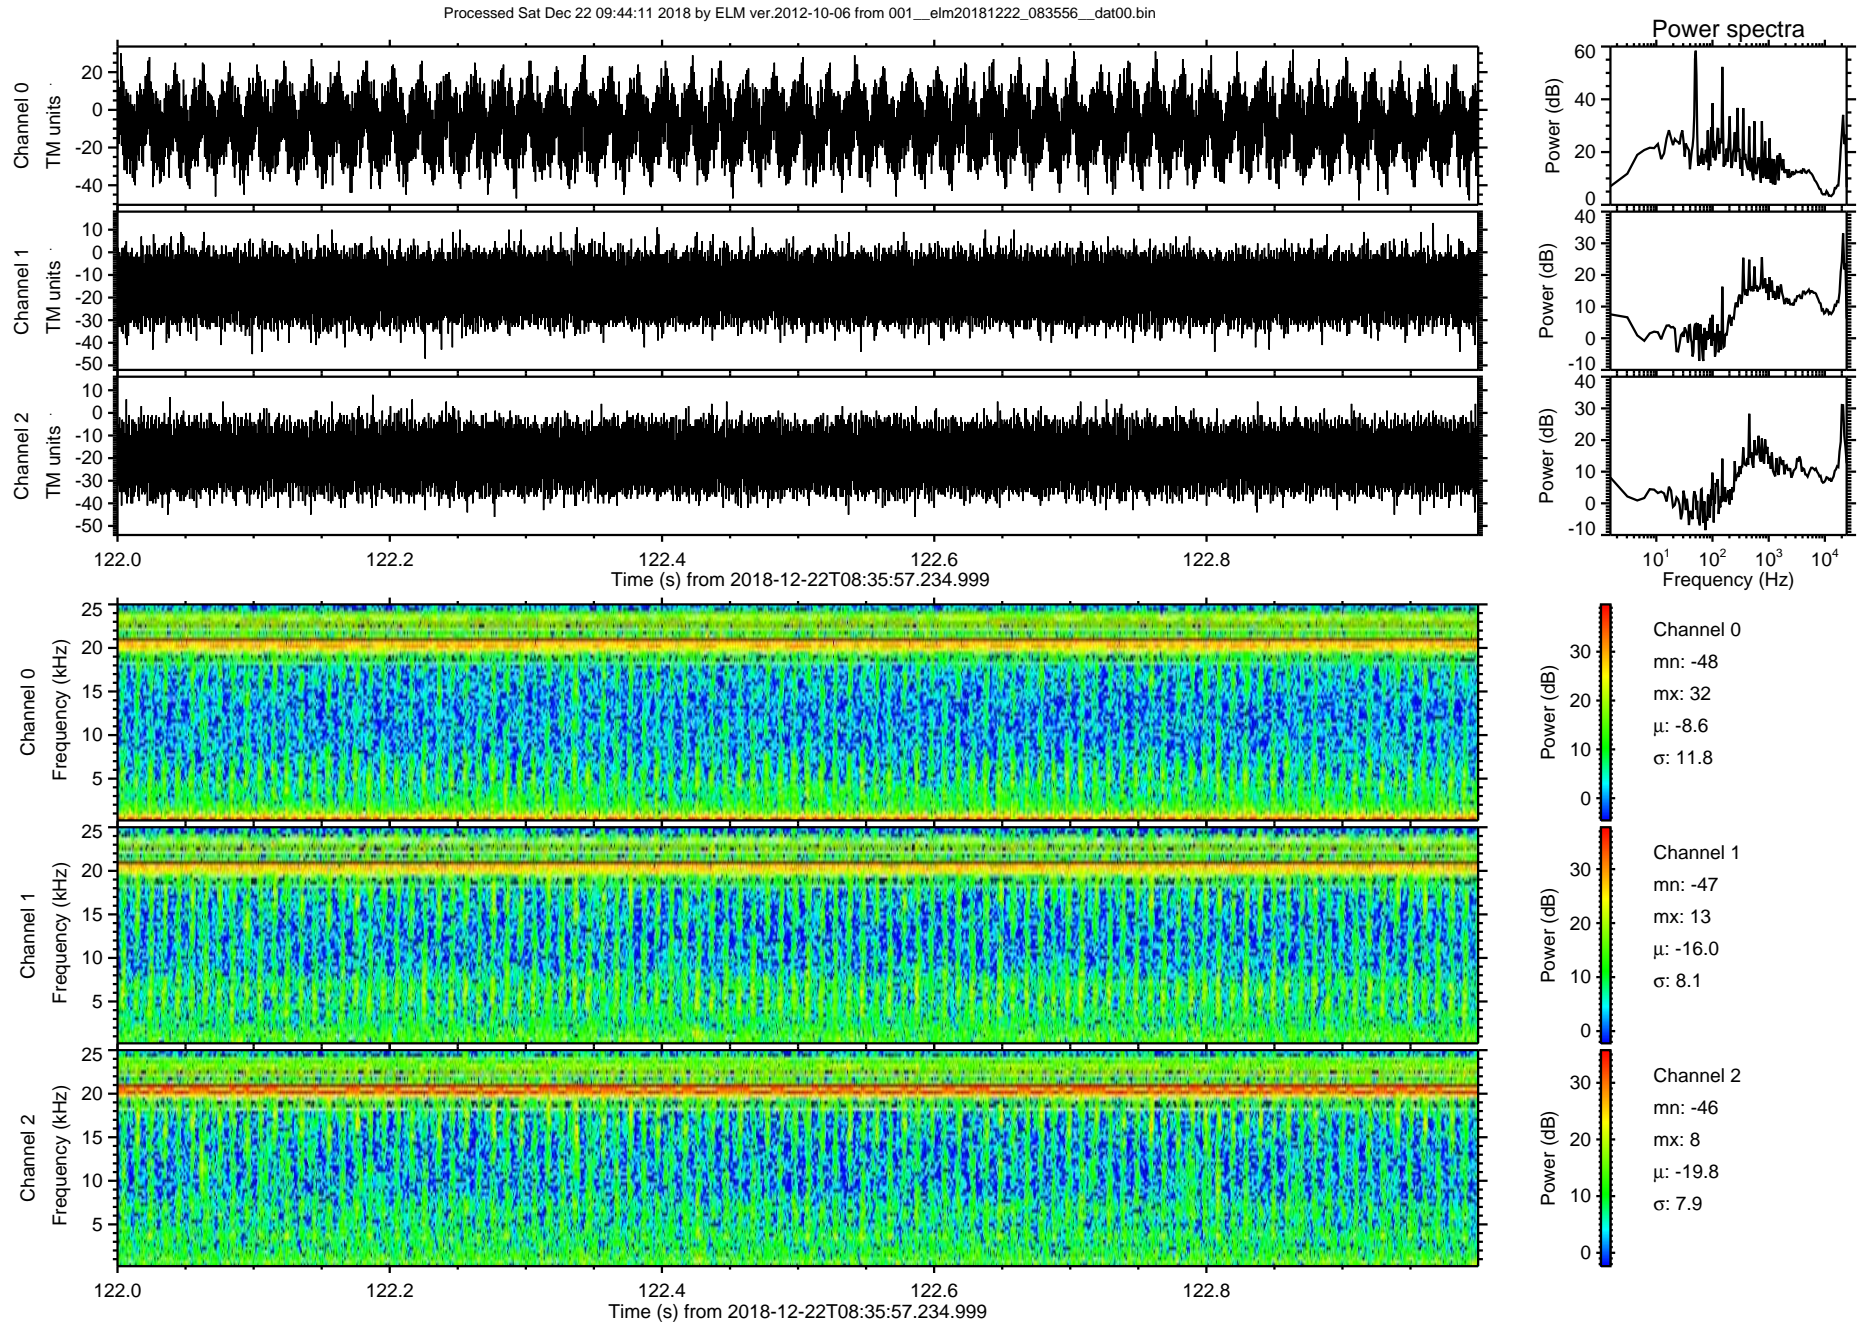 Processed Sat Dec 22 09:44:11 2018 by ELM ver.2012-10-06 from 001__elm20181222_083556__dat00.bin
Power spectra
Channel 0
TM units
20
0
-20
-40
Power (dB)
60
40
20
0
Channel 1
TM units
10
0
-10
-20
-30
-40
-50
Power (dB)
40
30
20
10
0
-10
Channel 2
TM units
10
0
-10
-20
-30
-40
-50
Power (dB)
40
30
20
10
0
-10
122.0 122.2 122.4 122.6 122.8
Time (s) from 2018-12-22T08:35:57.234.999
10¹ 10² 10³ 10⁴
Frequency (Hz)
Channel 0
Frequency (kHz)
25
20
15
10
5
Power (dB)
30
20
10
0
Channel 0
mn: -48
mx: 32
μ: -8.6
σ: 11.8
Channel 1
Frequency (kHz)
25
20
15
10
5
Power (dB)
30
20
10
0
Channel 1
mn: -47
mx: 13
μ: -16.0
σ: 8.1
Channel 2
Frequency (kHz)
25
20
15
10
5
Power (dB)
30
20
10
0
Channel 2
mn: -46
mx: 8
μ: -19.8
σ: 7.9
122.0 122.2 122.4 122.6 122.8
Time (s) from 2018-12-22T08:35:57.234.999